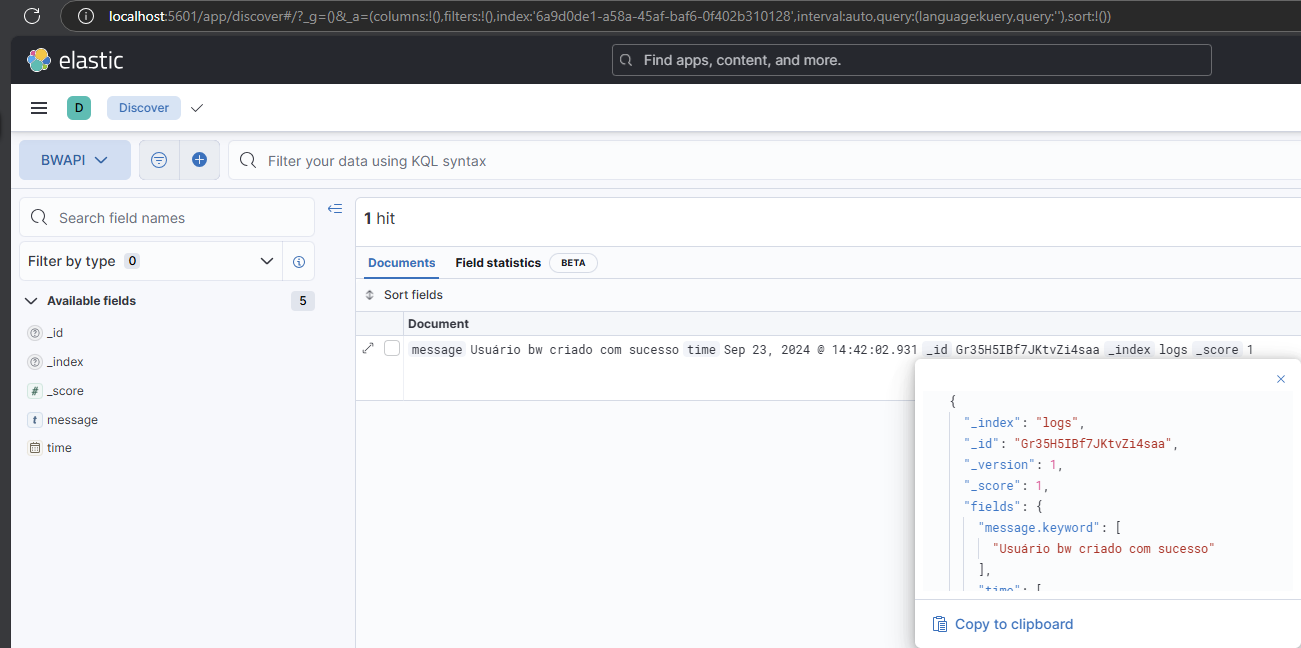 localhost:5601/app/discover#/?_g=()&_a=(columns:!(),filters:!(),index:'6a9d0de1-a58a-45af-baf6-0f402b310128',interval:auto,query:(language:kuery,query:''),sort:!())
elastic
Find apps, content, and more.
D
Discover
BWAPI
Filter your data using KQL syntax
Search field names
1 hit
Filter by type 0
Documents
Field statistics
BETA
Available fields
5
Sort fields
Document
? _id
? _index
# _score
t message
time
message Usuário bw criado com sucesso time Sep 23, 2024 @ 14:42:02.931 _id Gr35H5IBf7JKtvZi4saa _index logs _score 1
{
"_index": "logs",
"_id": "Gr35H5IBf7JKtvZi4saa",
"_version": 1,
"_score": 1,
"fields": {
"message.keyword": [
"Usuário bw criado com sucesso"
],
"time": [
Copy to clipboard